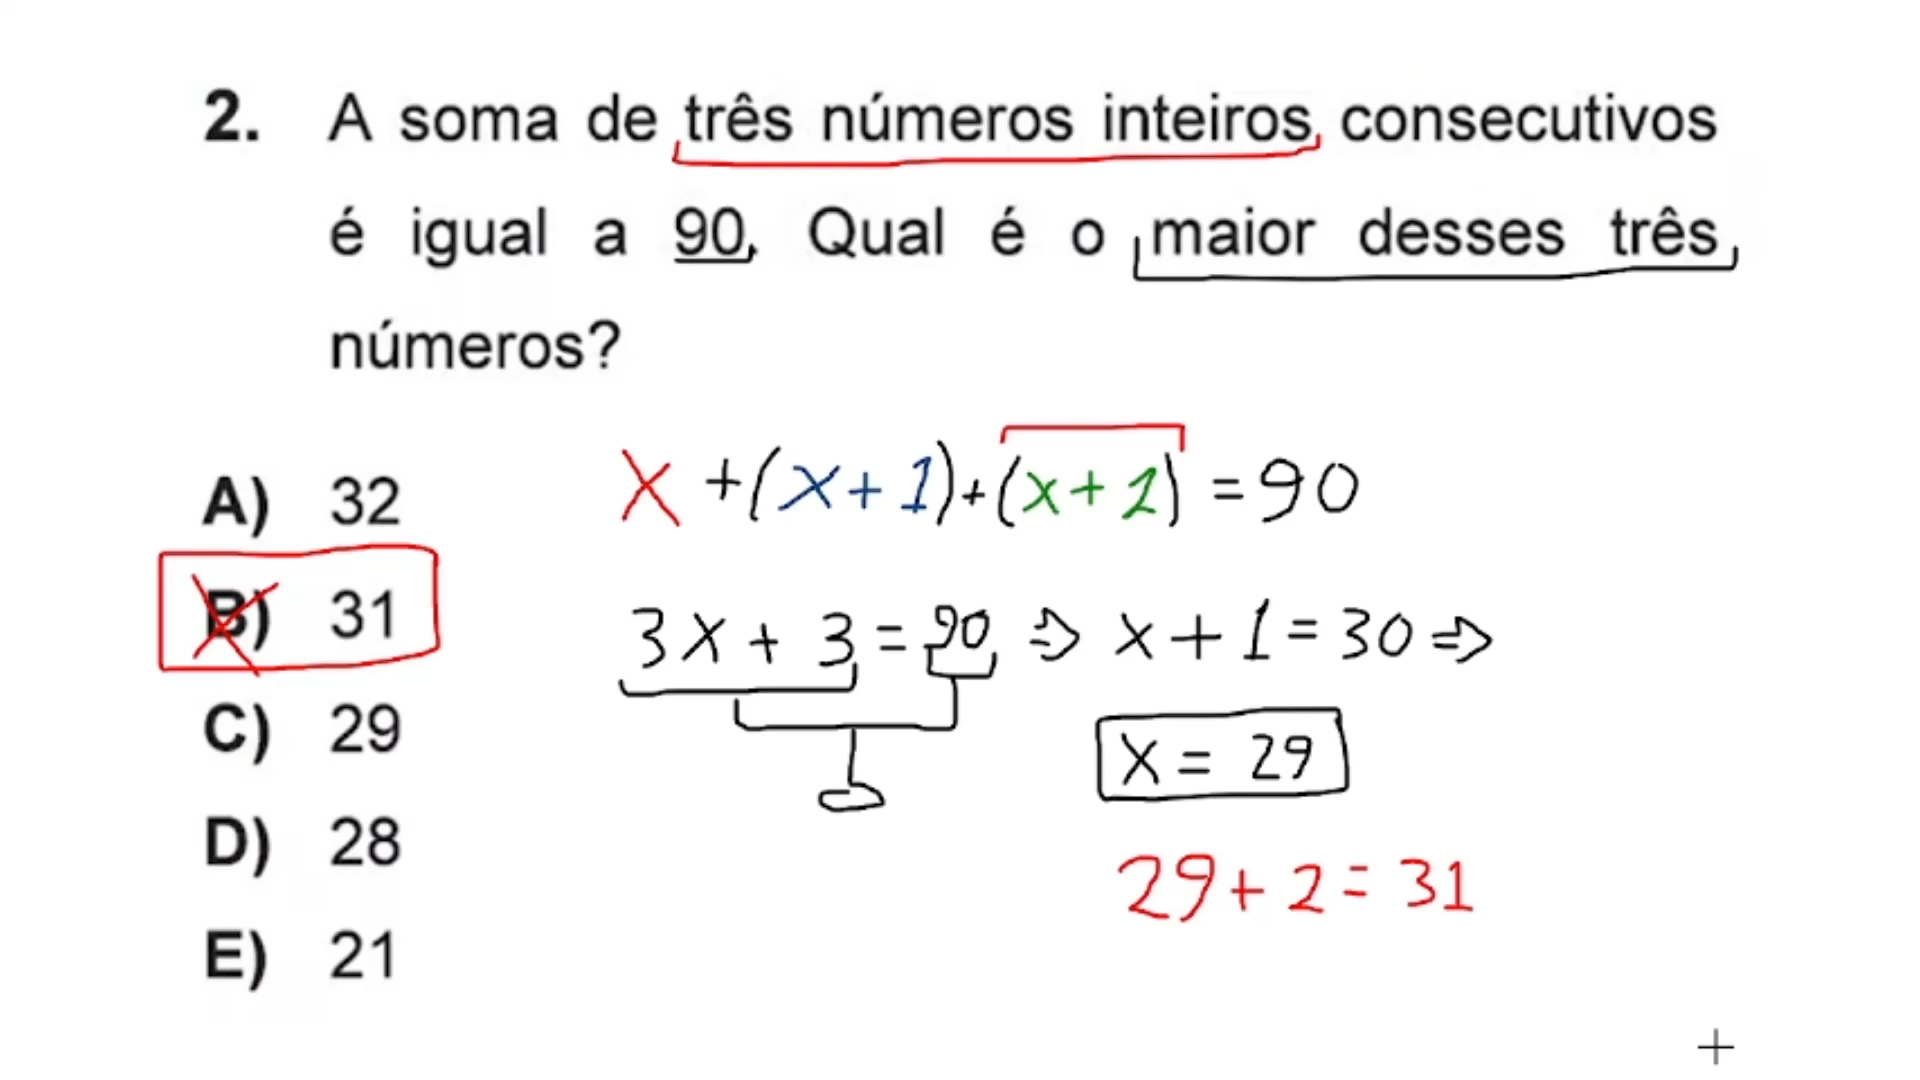 2. A soma de três números inteiros consecutivos
é igual a 90. Qual é o maior desses três
números?
A) 32
B) 31
C) 29
D) 28
E) 21
x + (x + 1) + (x + 2) = 90
3x + 3 = 90 ⇒ x + 1 = 30 ⇒
x = 29
29 + 2 = 31